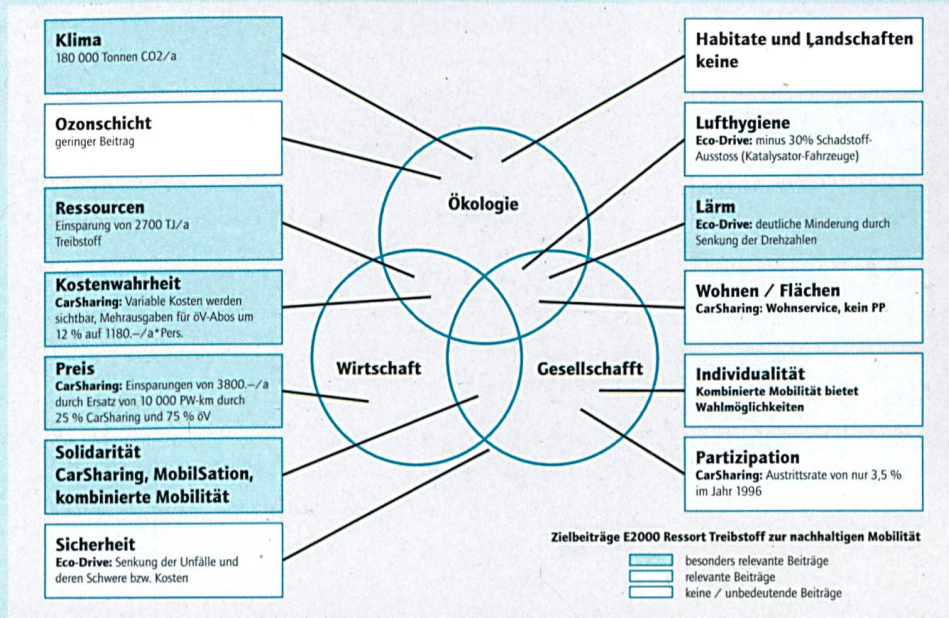 Klima
180 000 Tonnen CO2/a
Ozonschicht
geringer Beitrag
Ressourcen
Einsparung von 2700 TJ/a
Treibstoff
Kostenwahrheit
CarSharing: Variable Kosten werden
sichtbar, Mehrausgaben für öV-Abos um
12 % auf 1180.–/a*Pers.
Preis
CarSharing: Einsparungen von 3800.–/a
durch Ersatz von 10 000 PW-km durch
25 % CarSharing und 75 % öV
Solidarität
CarSharing, MobilSation,
kombinierte Mobilität
Sicherheit
Eco-Drive: Senkung der Unfälle und
deren Schwere bzw. Kosten
Ökologie
Wirtschaft
Gesellschafft
Habitate und Landschaften
keine
Lufthygiene
Eco-Drive: minus 30% Schadstoff-
Ausstoss (Katalysator-Fahrzeuge)
Lärm
Eco-Drive: deutliche Minderung durch
Senkung der Drehzahlen
Wohnen / Flächen
CarSharing: Wohnservice, kein PP
Individualität
Kombinierte Mobilität bietet
Wahlmöglichkeiten
Partizipation
CarSharing: Austrittsrate von nur 3,5 %
im Jahr 1996
Zielbeiträge E2000 Ressort Treibstoff zur nachhaltigen Mobilität
besonders relevante Beiträge
relevante Beiträge
keine / unbedeutende Beiträge